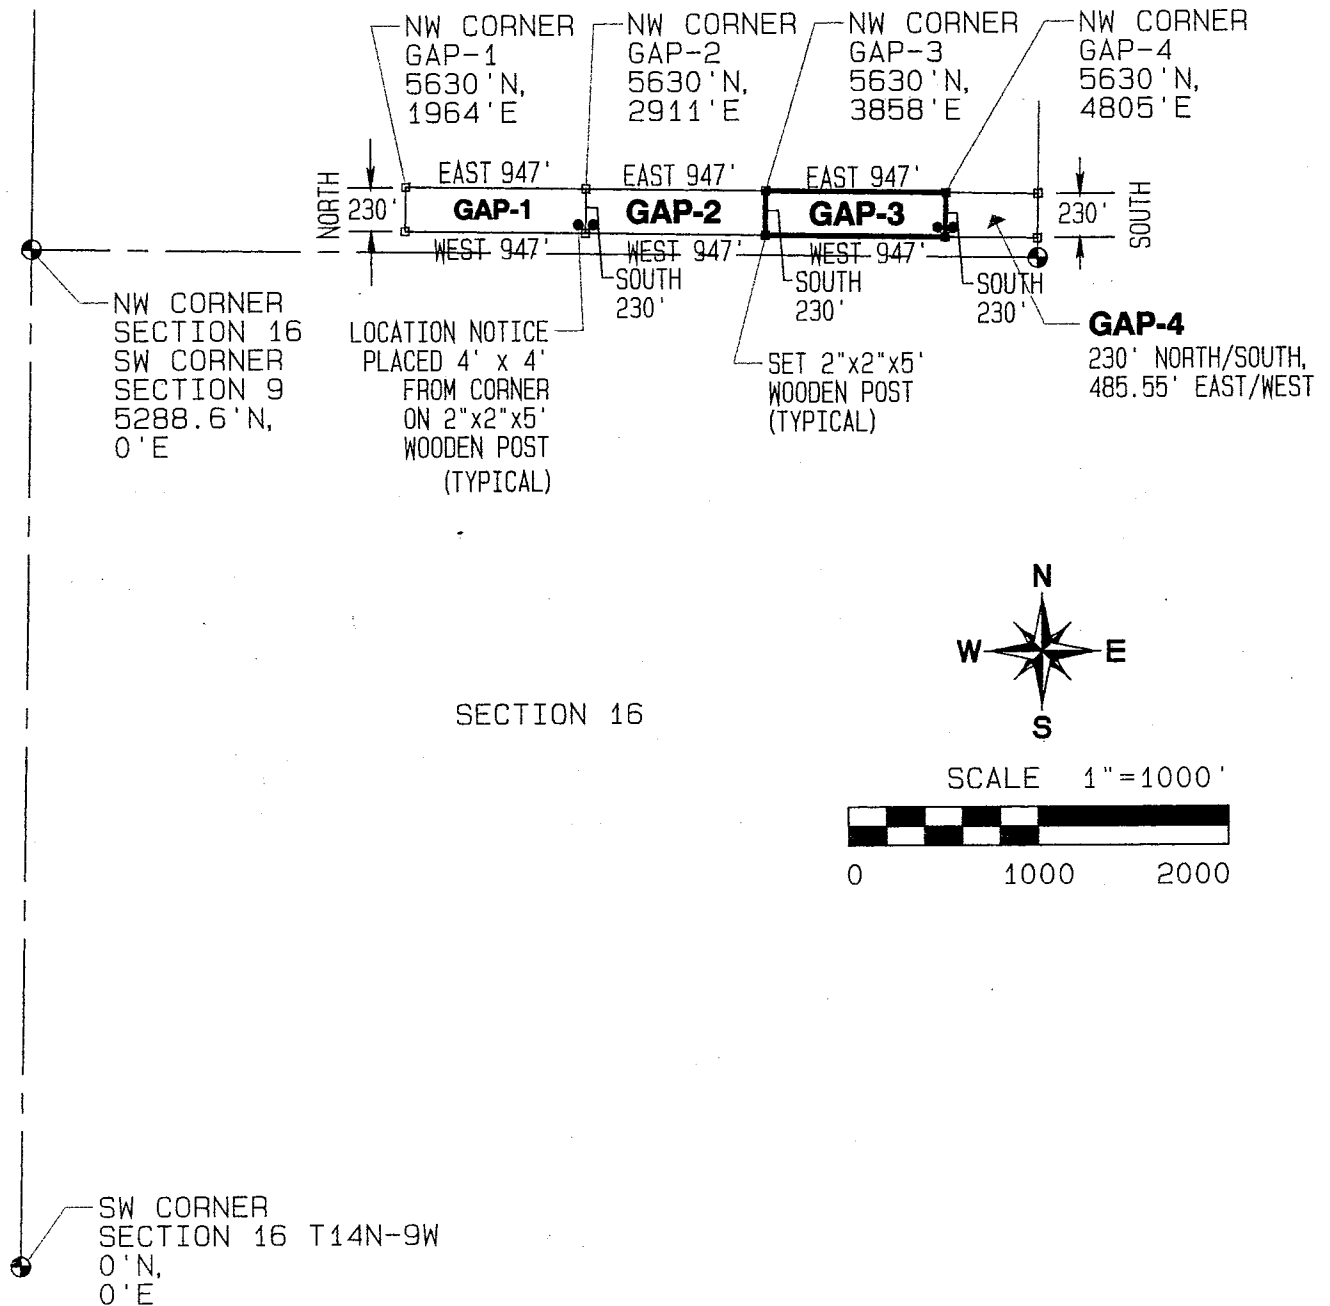 NW CORNER
GAP-1
5630'N,
1964'E
NW CORNER
GAP-2
5630'N,
2911'E
NW CORNER
GAP-3
5630'N,
3858'E
NW CORNER
GAP-4
5630'N,
4805'E
NORTH
230'
EAST 947'
GAP-1
WEST 947'
EAST 947'
GAP-2
WEST 947'
EAST 947'
GAP-3
WEST 947'
230'
SOUTH
SOUTH
230'
SOUTH
230'
SOUTH
230'
GAP-4
230' NORTH/SOUTH,
485.55' EAST/WEST
NW CORNER
SECTION 16
SW CORNER
SECTION 9
5288.6'N,
0'E
LOCATION NOTICE
PLACED 4' x 4'
FROM CORNER
ON 2"x2"x5'
WOODEN POST
(TYPICAL)
SET 2"x2"x5'
WOODEN POST
(TYPICAL)
N
W
E
S
SECTION 16
SCALE 1"=1000'
0 1000 2000
SW CORNER
SECTION 16 T14N-9W
0'N,
0'E